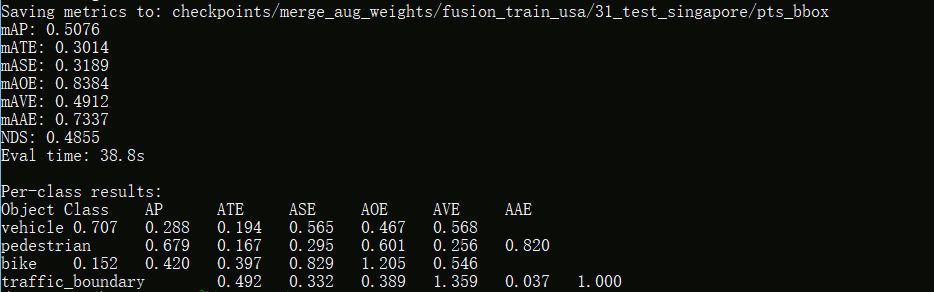 Saving metrics to: checkpoints/merge_aug_weights/fusion_train_usa/31_test_singapore/pts_bbox
mAP: 0.5076
mATE: 0.3014
mASE: 0.3189
mAOE: 0.8384
mAVE: 0.4912
mAAE: 0.7337
NDS: 0.4855
Eval time: 38.8s
Per-class results:
Object Class AP ATE ASE AOE AVE AAE
vehicle 0.707 0.288 0.194 0.565 0.467 0.568
pedestrian 0.679 0.167 0.295 0.601 0.256 0.820
bike 0.152 0.420 0.397 0.829 1.205 0.546
traffic_boundary 0.492 0.332 0.389 1.359 0.037 1.000